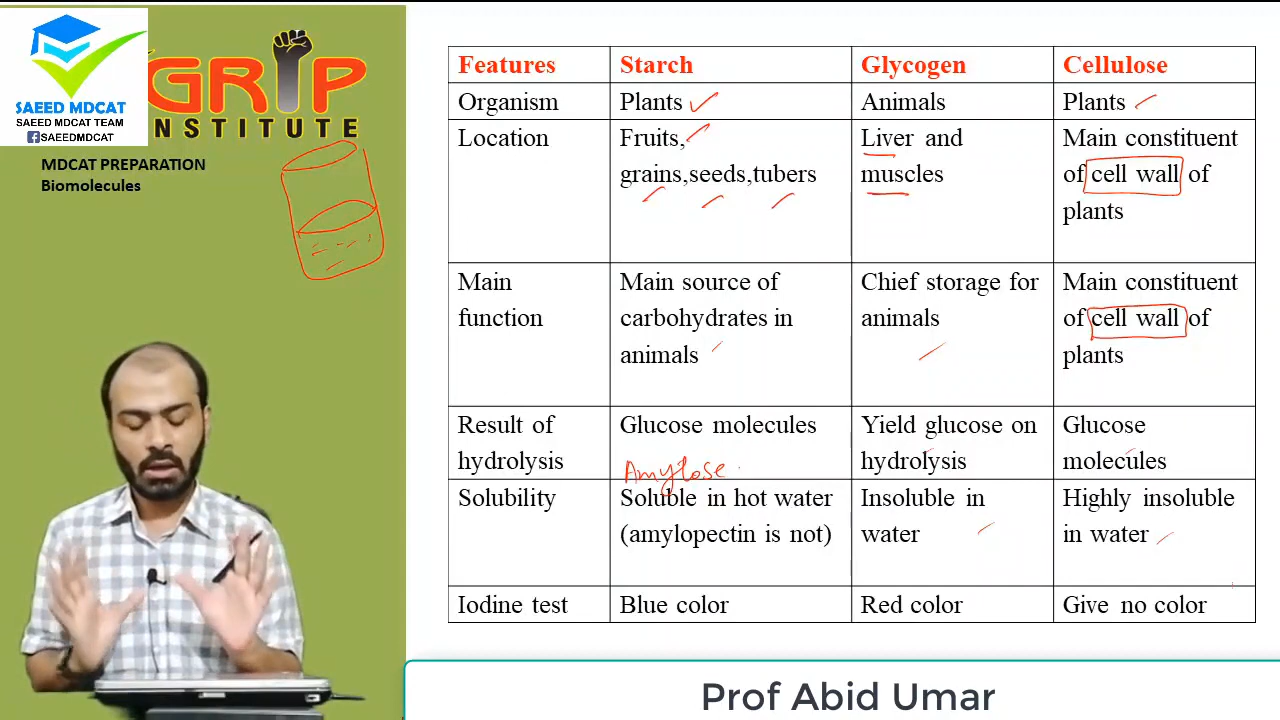 GRIP
INSTITUTE
SAEED MDCAT
SAEED MDCAT TEAM
SAEEDMDCAT
MDCAT PREPARATION
Biomolecules
Features Starch Glycogen Cellulose
Organism Plants Animals Plants
Location Fruits, Liver and Main constituent
grains,seeds,tubers muscles of cell wall of
plants
Main Main source of Chief storage for Main constituent
function carbohydrates in animals of cell wall of
animals plants
Result of Glucose molecules Yield glucose on Glucose
hydrolysis hydrolysis molecules
Amylose
Solubility Soluble in hot water Insoluble in Highly insoluble
(amylopectin is not) water in water
Iodine test Blue color Red color Give no color
Prof Abid Umar